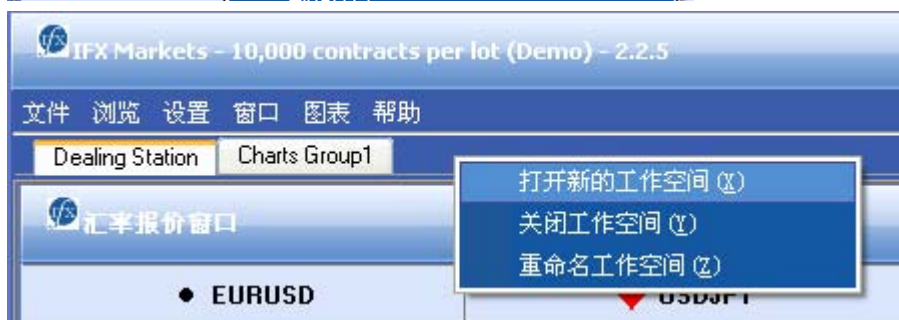 IFX Markets - 10,000 contracts per lot (Demo) - 2.2.5
文件 浏览 设置 窗口 图表 帮助
Dealing Station Charts Group1
打开新的工作空间 (X)
汇率报价窗口
关闭工作空间 (Y)
重命名工作空间 (Z)
EURUSD
USDJPY